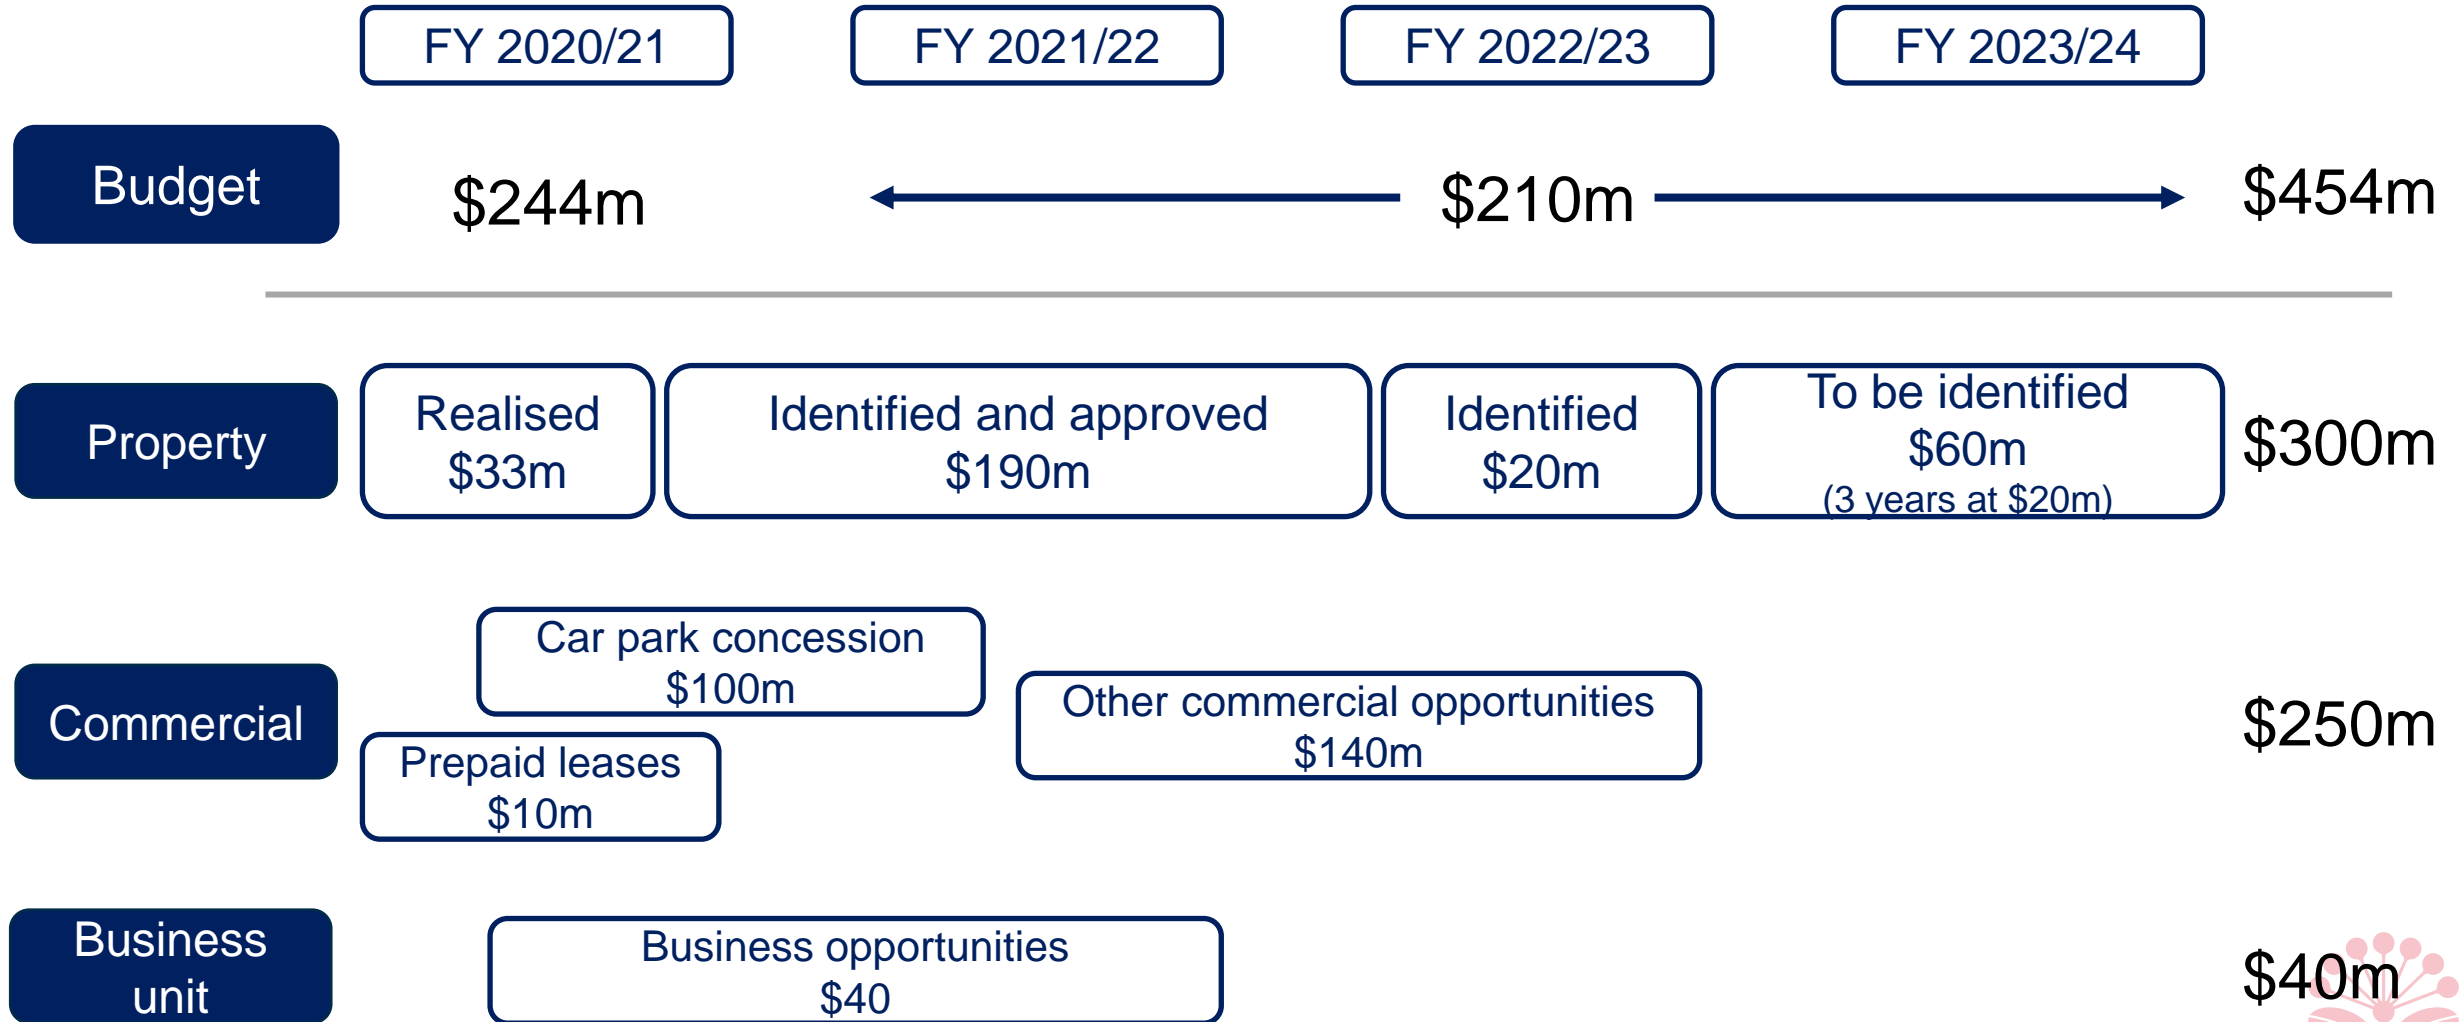 FY 2020/21
FY 2021/22
FY 2022/23
FY 2023/24
Budget
$244m
$210m
$454m
Property
Realised
$33m
Identified and approved
$190m
Identified
$20m
To be identified
$60m
(3 years at $20m)
$300m
Commercial
Car park concession
$100m
Prepaid leases
$10m
Other commercial opportunities
$140m
$250m
Business
unit
Business opportunities
$40
$40m